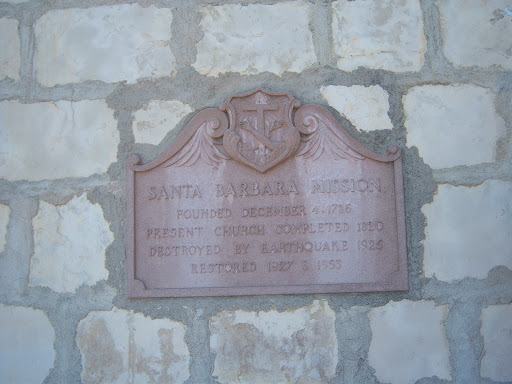 SANTA BARBARA MISSION
FOUNDED DECEMBER 4·1786
PRESENT CHURCH COMPLETED 1820
DESTROYED BY EARTHQUAKE 1925
RESTORED 1927 & 1953